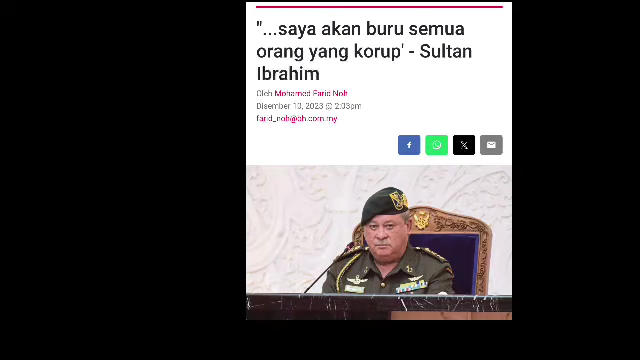 "...saya akan buru semua
orang yang korup' - Sultan
Ibrahim
Oleh Mohamed Farid Noh
Disember 10, 2023 @ 2:03pm
farid_noh@bh.com.my